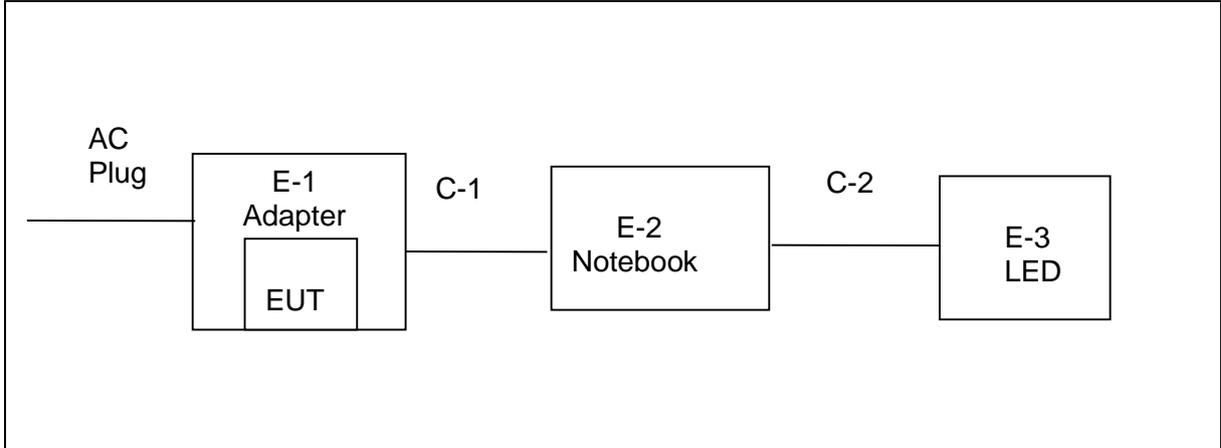 AC
Plug
E-1
Adapter
EUT
C-1
E-2
Notebook
C-2
E-3
LED